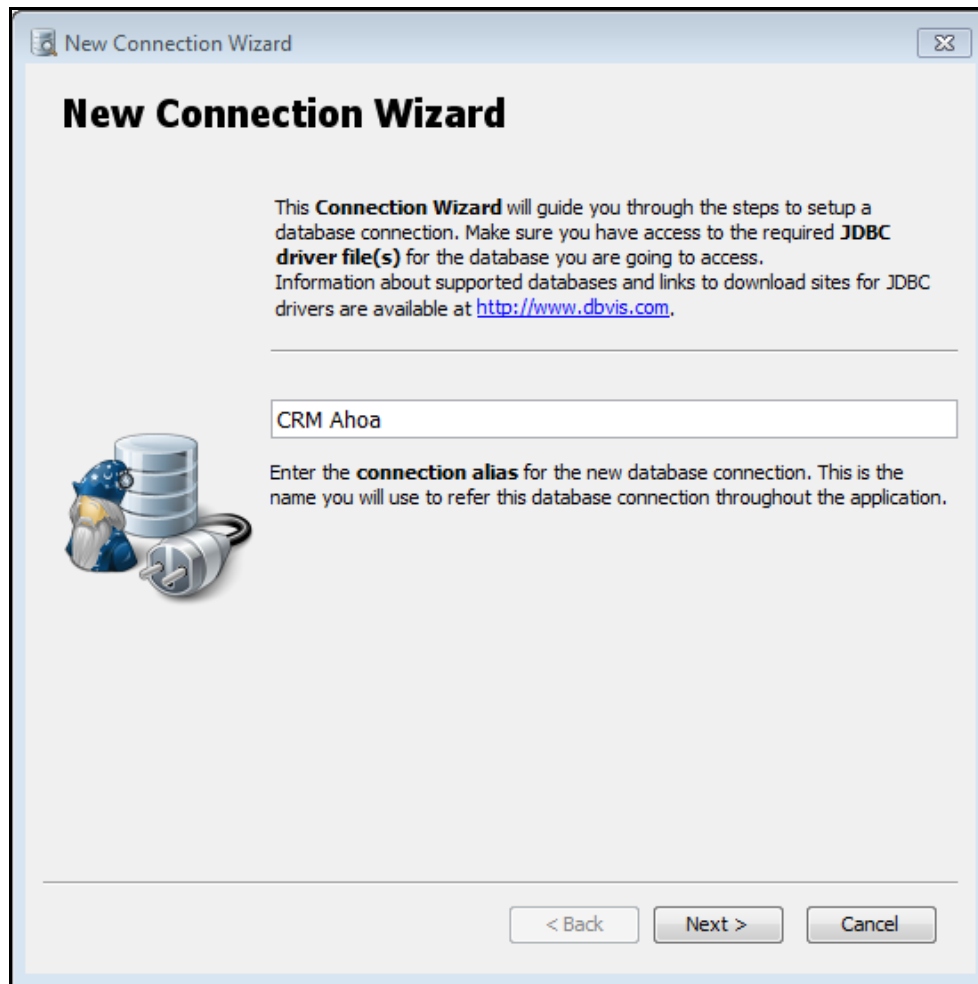 New Connection Wizard
New Connection Wizard
This Connection Wizard will guide you through the steps to setup a
database connection. Make sure you have access to the required JDBC
driver file(s) for the database you are going to access.
Information about supported databases and links to download sites for JDBC
drivers are available at http://www.dbvis.com.
CRM Ahoa
Enter the connection alias for the new database connection. This is the
name you will use to refer this database connection throughout the application.
< Back Next > Cancel